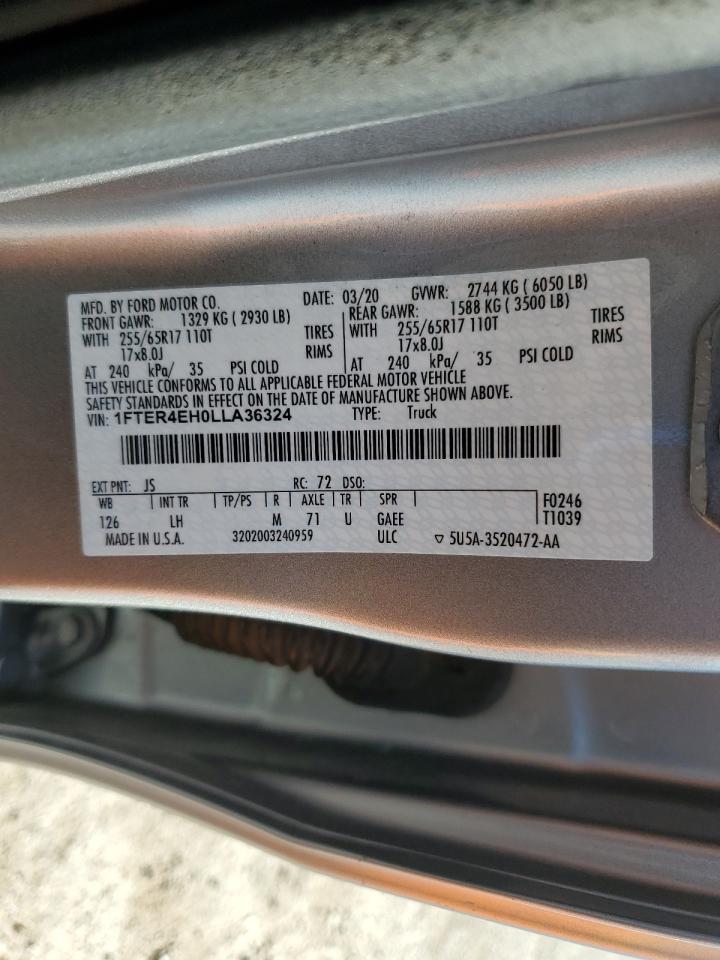 MFD. BY FORD MOTOR CO. DATE: 03/20 GVWR: 2744 KG ( 6050 LB)
FRONT GAWR: 1329 KG ( 2930 LB) REAR GAWR: 1588 KG ( 3500 LB)
WITH 255/65R17 110T TIRES WITH 255/65R17 110T TIRES
17x8.0J RIMS 17x8.0J RIMS
AT 240 kPa/ 35 PSI COLD AT 240 kPa/ 35 PSI COLD
THIS VEHICLE CONFORMS TO ALL APPLICABLE FEDERAL MOTOR VEHICLE
SAFETY STANDARDS IN EFFECT ON THE DATE OF MANUFACTURE SHOWN ABOVE.
VIN: 1FTER4EH0LLA36324 TYPE: Truck
EXT PNT: JS RC: 72 DSO:
WB INT TR TP/PS R AXLE TR SPR F0246
126 LH M 71 U GAEE T1039
MADE IN U.S.A. 3202003240959 ULC ▽ 5U5A-3520472-AA